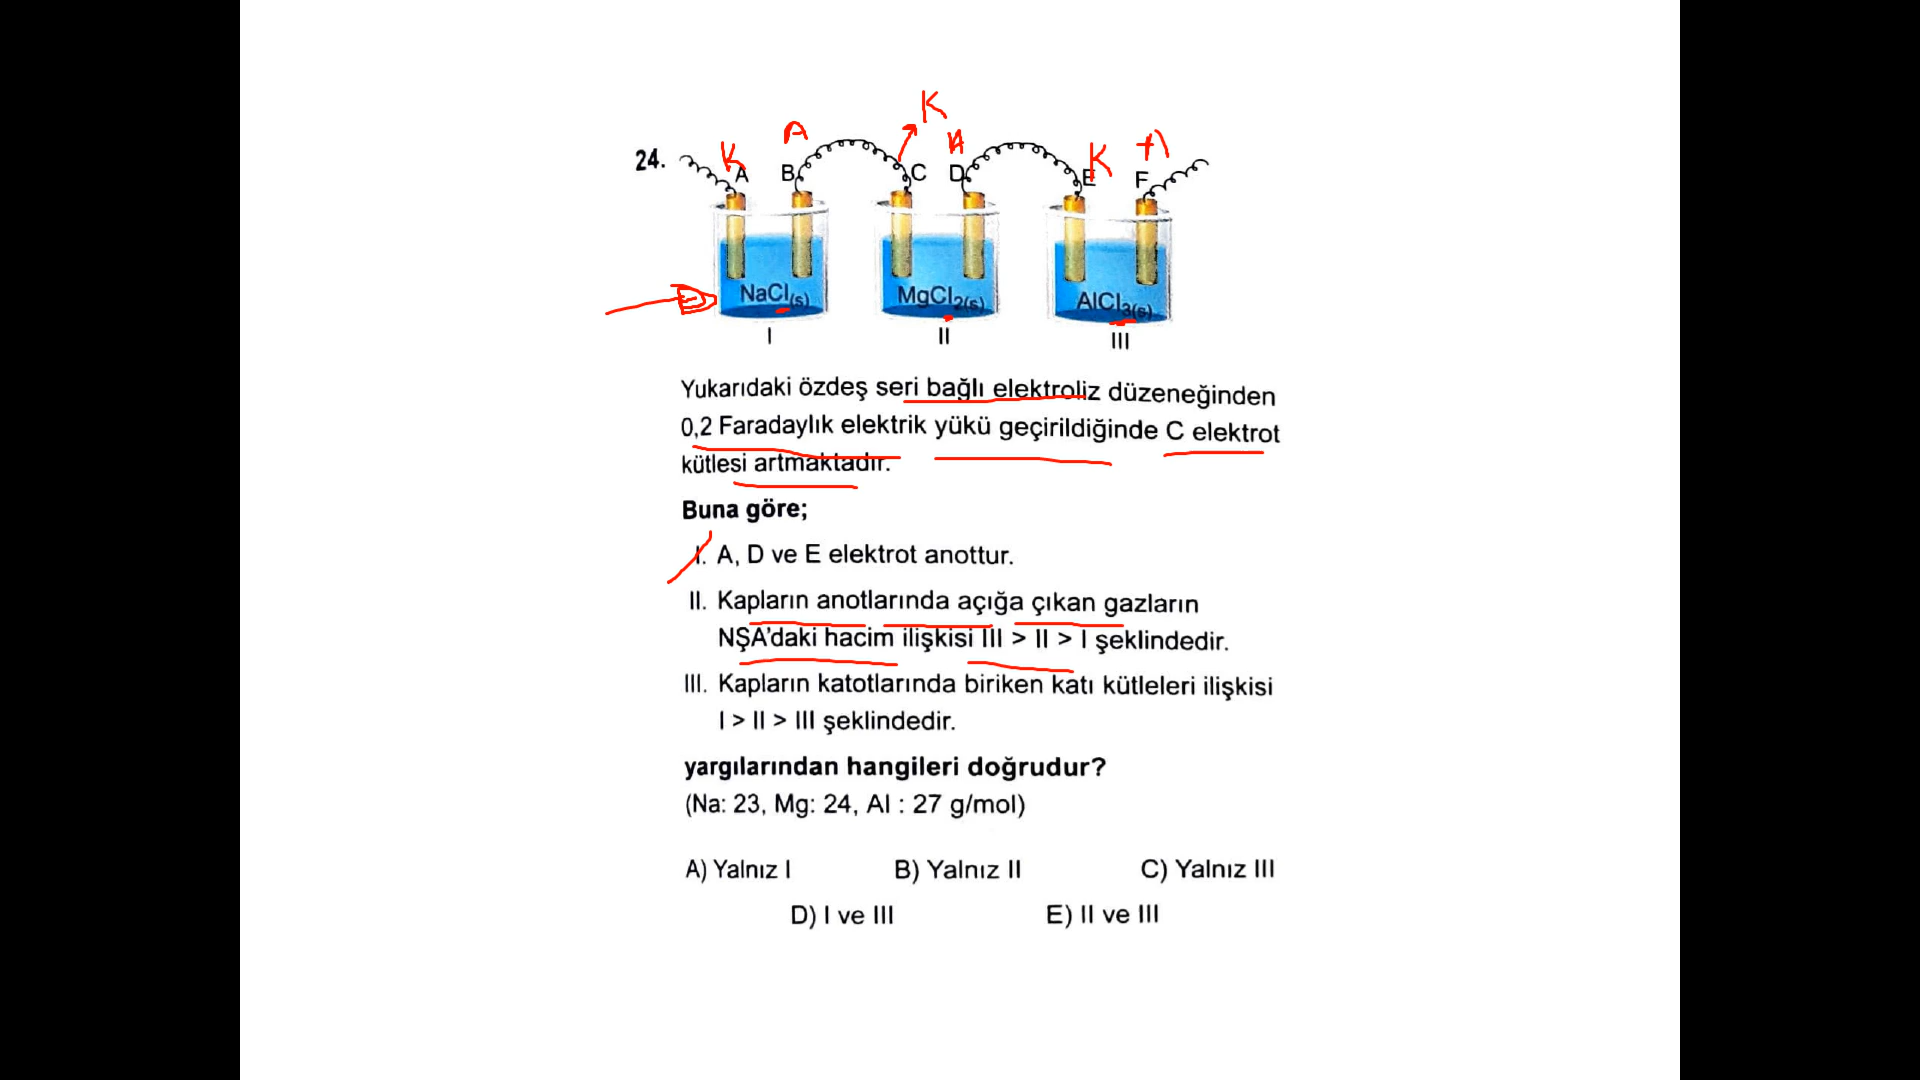 K
A
K
A
K
A
24.
A
B
C
D
E
F
NaCl(s)
MgCl2(s)
AlCl3(s)
I
II
III
Yukarıdaki özdeş seri bağlı elektroliz düzeneğinden
0,2 Faradaylık elektrik yükü geçirildiğinde C elektrot
kütlesi artmaktadır.
Buna göre;
I. A, D ve E elektrot anottur.
II. Kapların anotlarında açığa çıkan gazların
NŞA'daki hacim ilişkisi III > II > I şeklindedir.
III. Kapların katotlarında biriken katı kütleleri ilişkisi
I > II > III şeklindedir.
yargılarından hangileri doğrudur?
(Na: 23, Mg: 24, Al : 27 g/mol)
A) Yalnız I
B) Yalnız II
C) Yalnız III
D) I ve III
E) II ve III